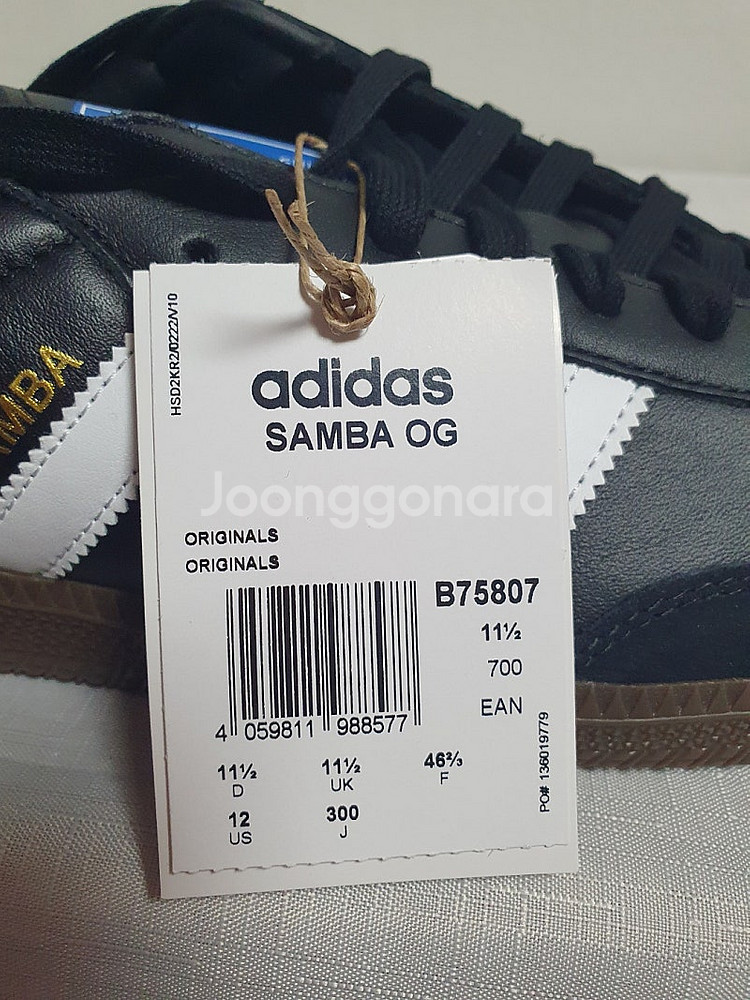 SAMBA
HSD2KR2/0222/V10
adidas
SAMBA OG
Joonggonara
ORIGINALS
ORIGINALS
B75807
11½
700
EAN
4 059811 988577
PO# 136019779
11½ 11½ 46⅔
D UK F
12 300
US J